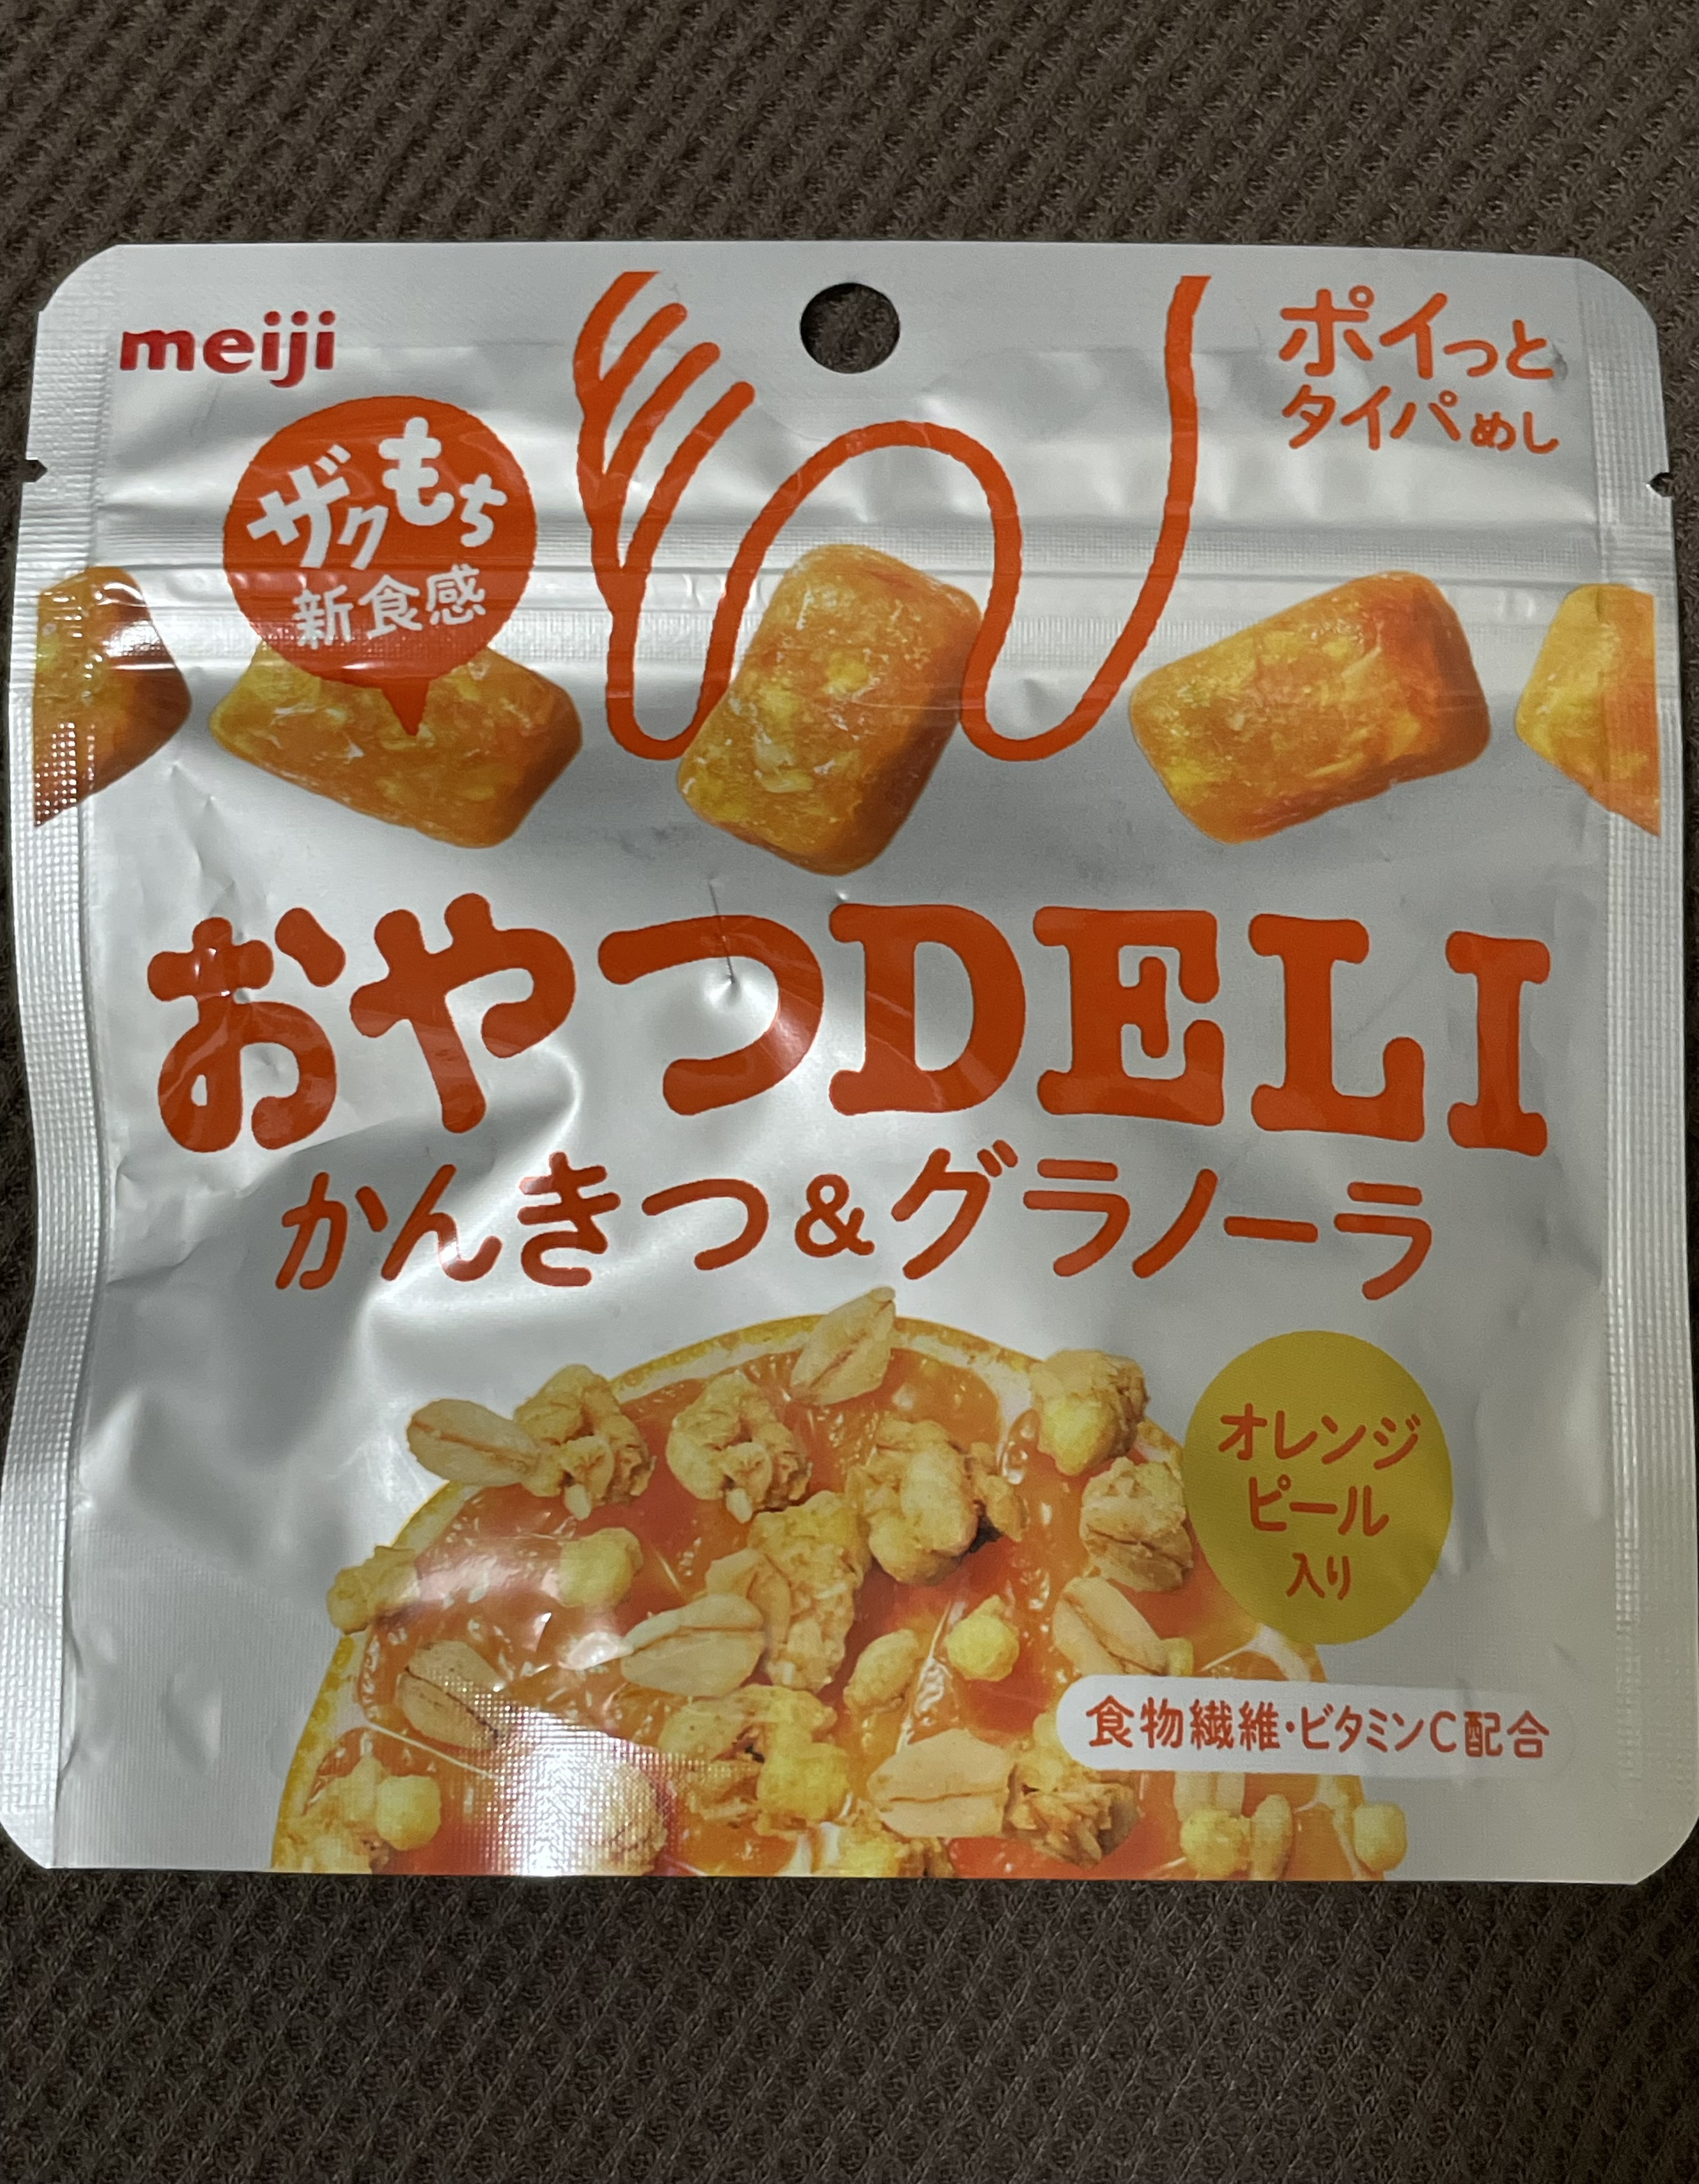 meiji
ポイっと
タイパめし
ザクもち
新食感
おやつDELI
かんきつ&グラノーラ
オレンジ
ピール
入り
食物繊維・ビタミンC配合